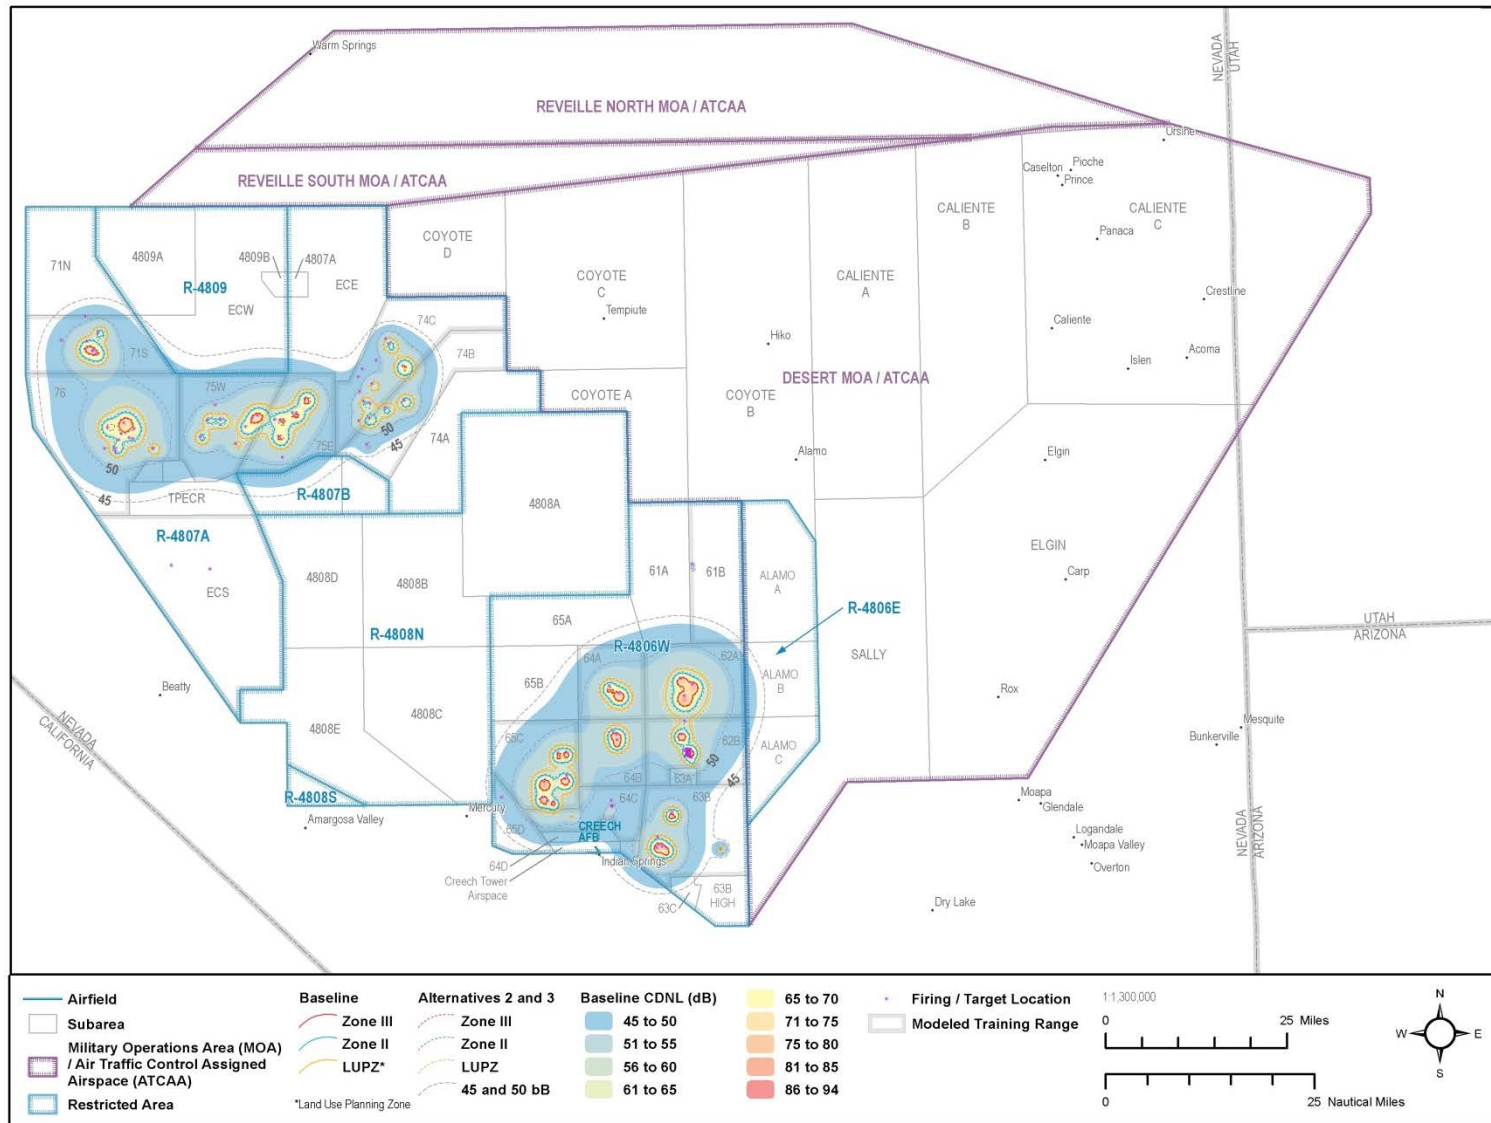 Warm Springs
NEVADA
UTAH
REVEILLE NORTH MOA / ATCAA
Ursine
REVEILLE SOUTH MOA / ATCAA
Caselton
Pioche
Prince
CALIENTE
B
CALIENTE
C
Panaca
COYOTE
D
71N
4809A
4809B
4807A
ECE
R-4809
ECW
COYOTE
C
Tempiute
CALIENTE
A
Crestline
Caliente
Hiko
74C
74B
71S
Islen
Acoma
DESERT MOA / ATCAA
76
75W
COYOTE A
COYOTE
B
50
45
75E
74A
Alamo
Elgin
50
45
TPECR
R-4807B
4808A
R-4807A
ECS
4808D
4808B
61A
61B
ALAMO
A
ELGIN
Carp
R-4806E
UTAH
ARIZONA
R-4808N
65A
R-4806W
64A
62A
SALLY
65B
ALAMO
B
Beatty
Rox
4808C
4808E
65C
62B
ALAMO
C
Mesquite
Bunkerville
NEVADA
CALIFORNIA
50
45
64B
63A
64C
63B
R-4808S
Mercury
Amargosa Valley
65D
CREECH
AFB
Moapa
Glendale
Logandale
Moapa Valley
Overton
NEVADA
ARIZONA
64D
Indian Springs
Creech Tower
Airspace
63C
63B
HIGH
Dry Lake
Airfield
Subarea
Military Operations Area (MOA)
/ Air Traffic Control Assigned
Airspace (ATCAA)
Restricted Area
Baseline
Zone III
Zone II
LUPZ*
*Land Use Planning Zone
Alternatives 2 and 3
Zone III
Zone II
LUPZ
45 and 50 bB
Baseline CDNL (dB)
45 to 50
51 to 55
56 to 60
61 to 65
65 to 70
71 to 75
75 to 80
81 to 85
86 to 94
Firing / Target Location
Modeled Training Range
1:1,300,000
0 25 Miles
0 25 Nautical Miles
N
W E
S